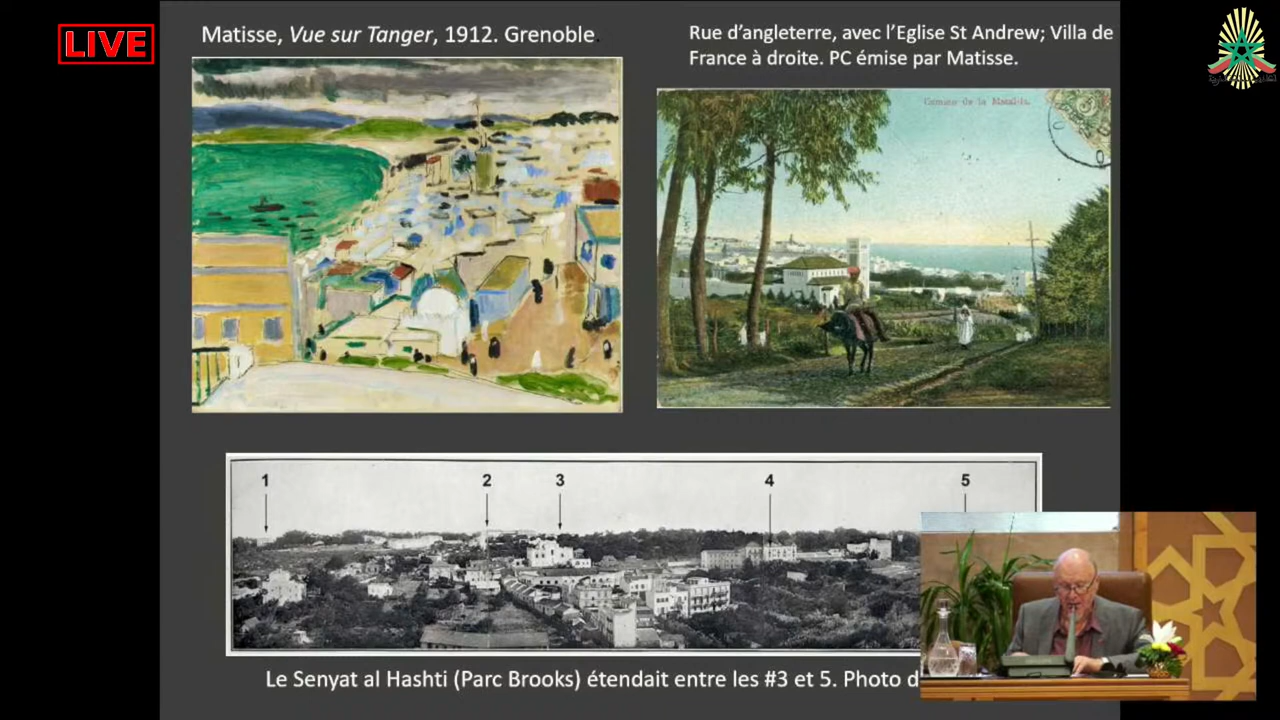 LIVE
Matisse, Vue sur Tanger, 1912. Grenoble.
Rue d’angleterre, avec l’Eglise St Andrew; Villa de
France à droite. PC émise par Matisse.
1 2 3 4 5
Le Senyat al Hashti (Parc Brooks) étendait entre les #3 et 5. Photo d